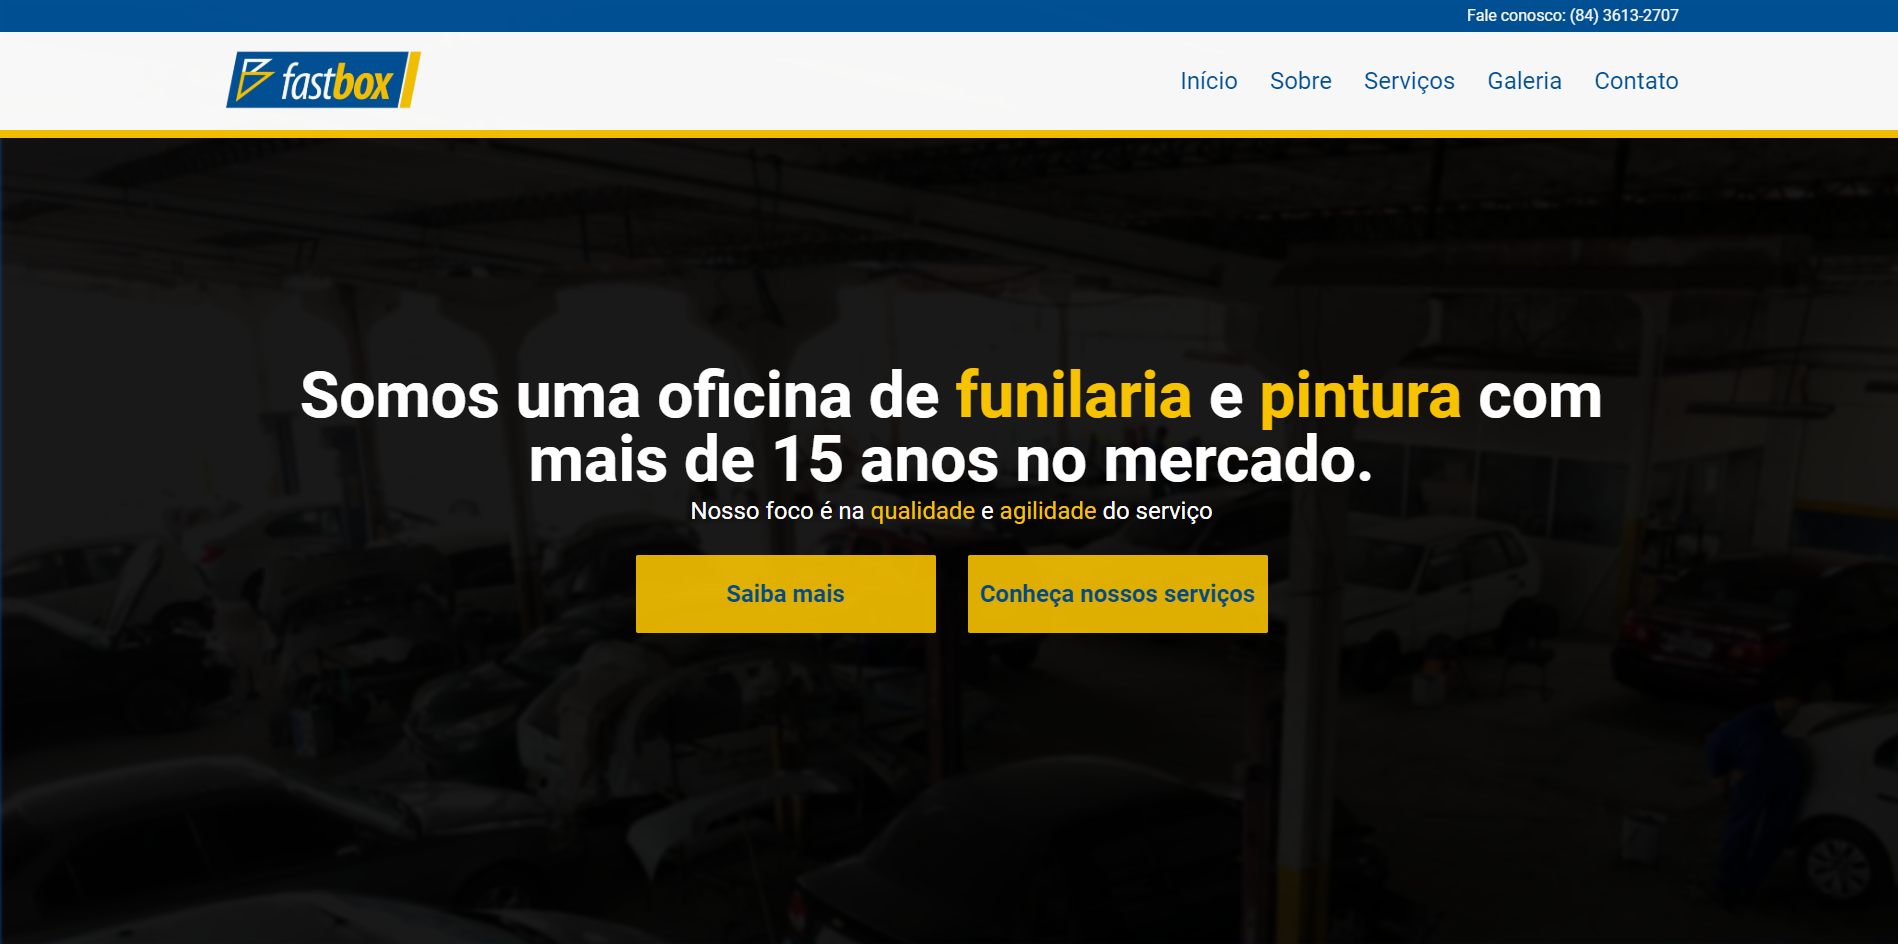 Fale conosco: (84) 3613-2707
fastbox
Início
Sobre
Serviços
Galeria
Contato
Somos uma oficina de funilaria e pintura com
mais de 15 anos no mercado.
Nosso foco é na qualidade e agilidade do serviço
Saiba mais
Conheça nossos serviços